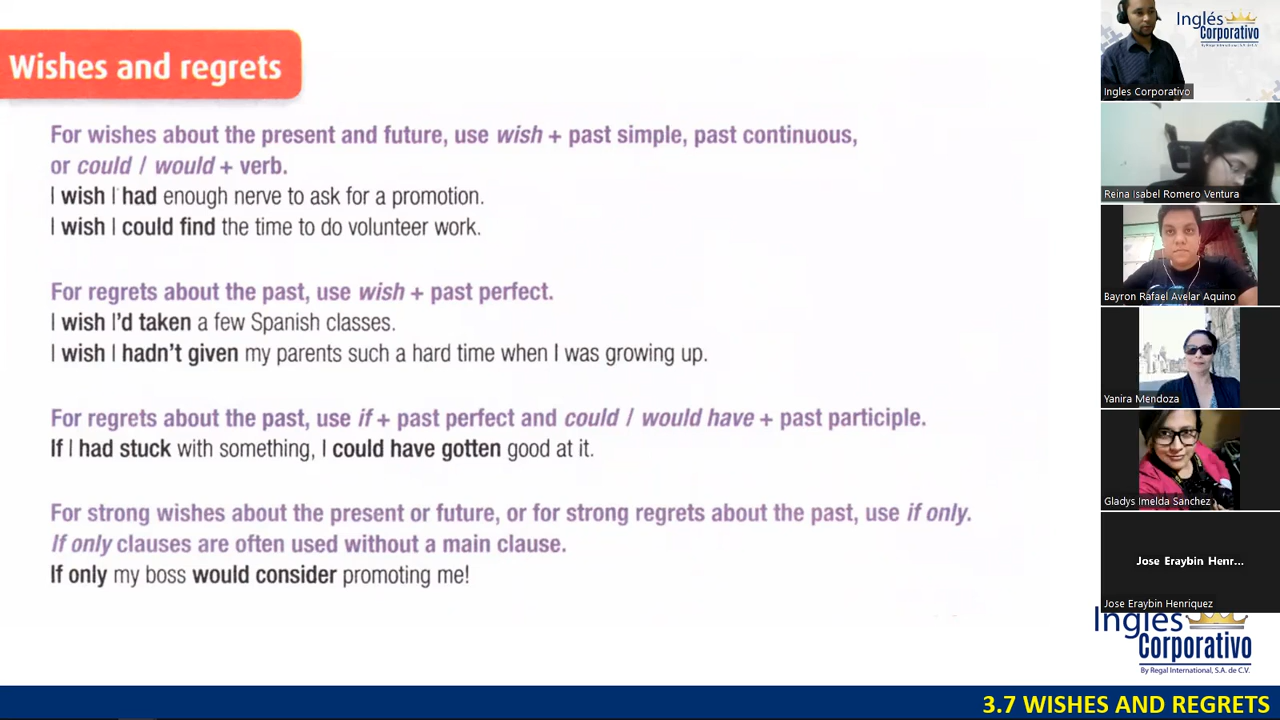 Wishes and regrets
For wishes about the present and future, use wish + past simple, past continuous,
or could / would + verb.
I wish I had enough nerve to ask for a promotion.
I wish I could find the time to do volunteer work.
For regrets about the past, use wish + past perfect.
I wish I'd taken a few Spanish classes.
I wish I hadn't given my parents such a hard time when I was growing up.
For regrets about the past, use if + past perfect and could / would have + past participle.
If I had stuck with something, I could have gotten good at it.
For strong wishes about the present or future, or for strong regrets about the past, use if only.
If only clauses are often used without a main clause.
If only my boss would consider promoting me!
Inglés
Corporativo
Ingles Corporativo
Reina Isabel Romero Ventura
Bayron Rafael Avelar Aquino
Yanira Mendoza
Gladys Imelda Sanchez
Jose Eraybin Henr...
Jose Eraybin Henriquez
Inglés
Corporativo
By Regal International, S.A. de C.V.
3.7 WISHES AND REGRETS